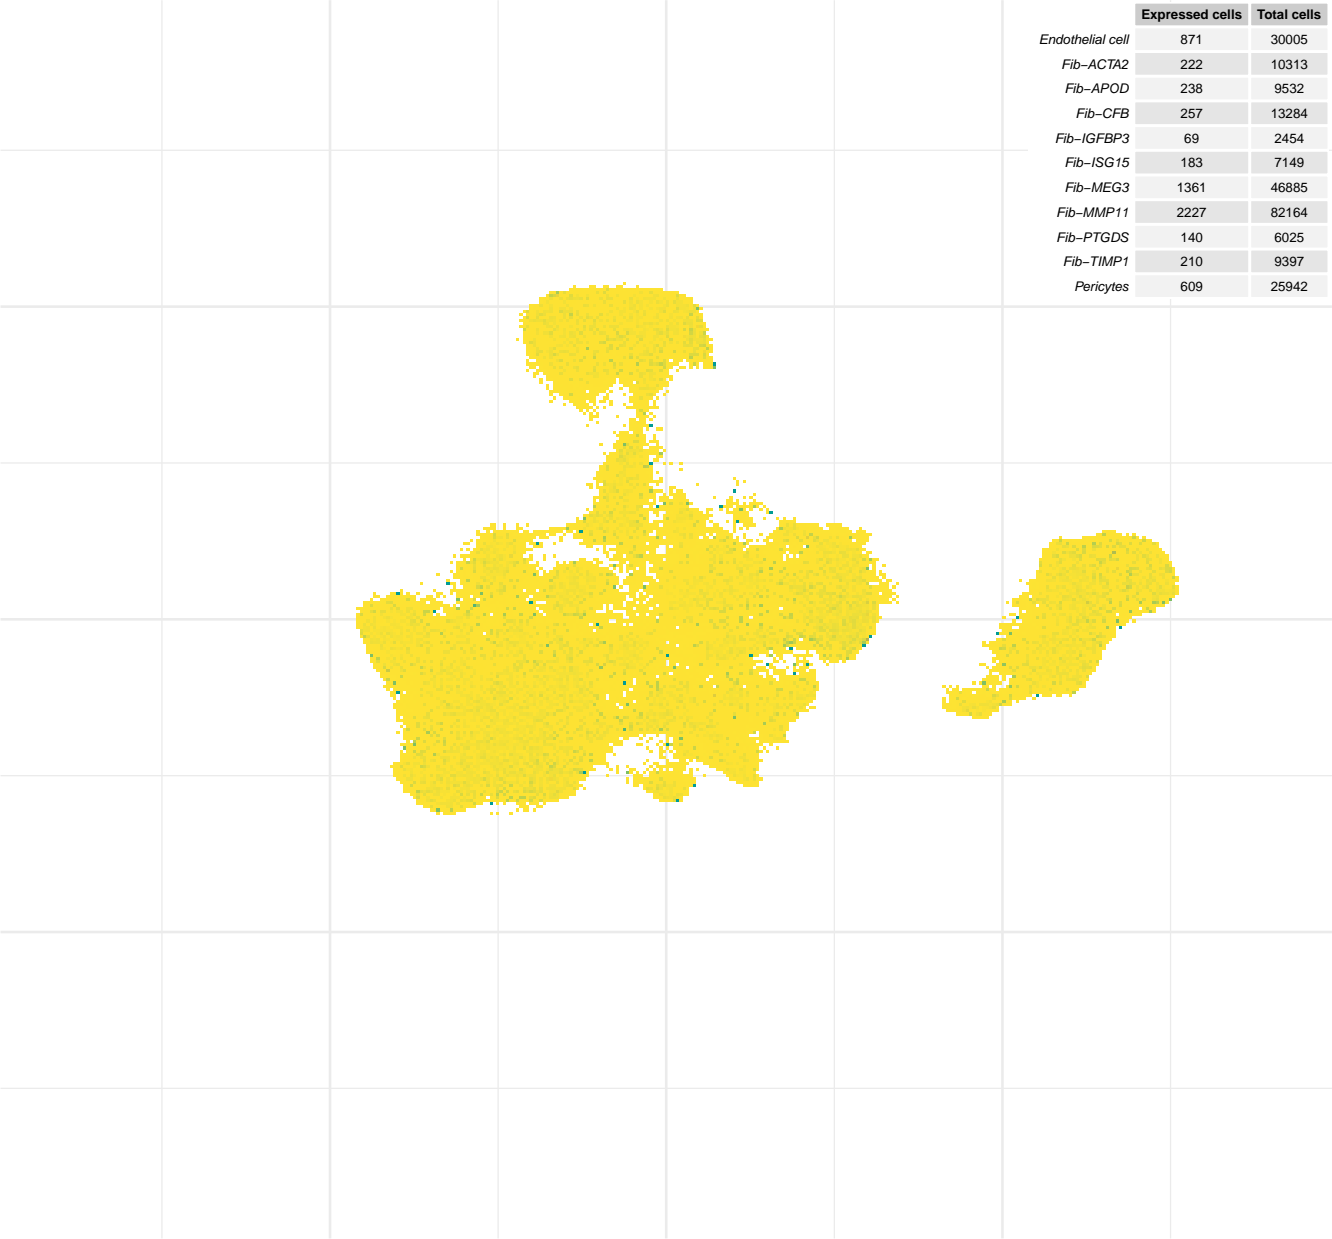 Expressed cells Total cells
Endothelial cell 871 30005
Fib−ACTA2 222 10313
Fib−APOD 238 9532
Fib−CFB 257 13284
Fib−IGFBP3 69 2454
Fib−ISG15 183 7149
Fib−MEG3 1361 46885
Fib−MMP11 2227 82164
Fib−PTGDS 140 6025
Fib−TIMP1 210 9397
Pericytes 609 25942